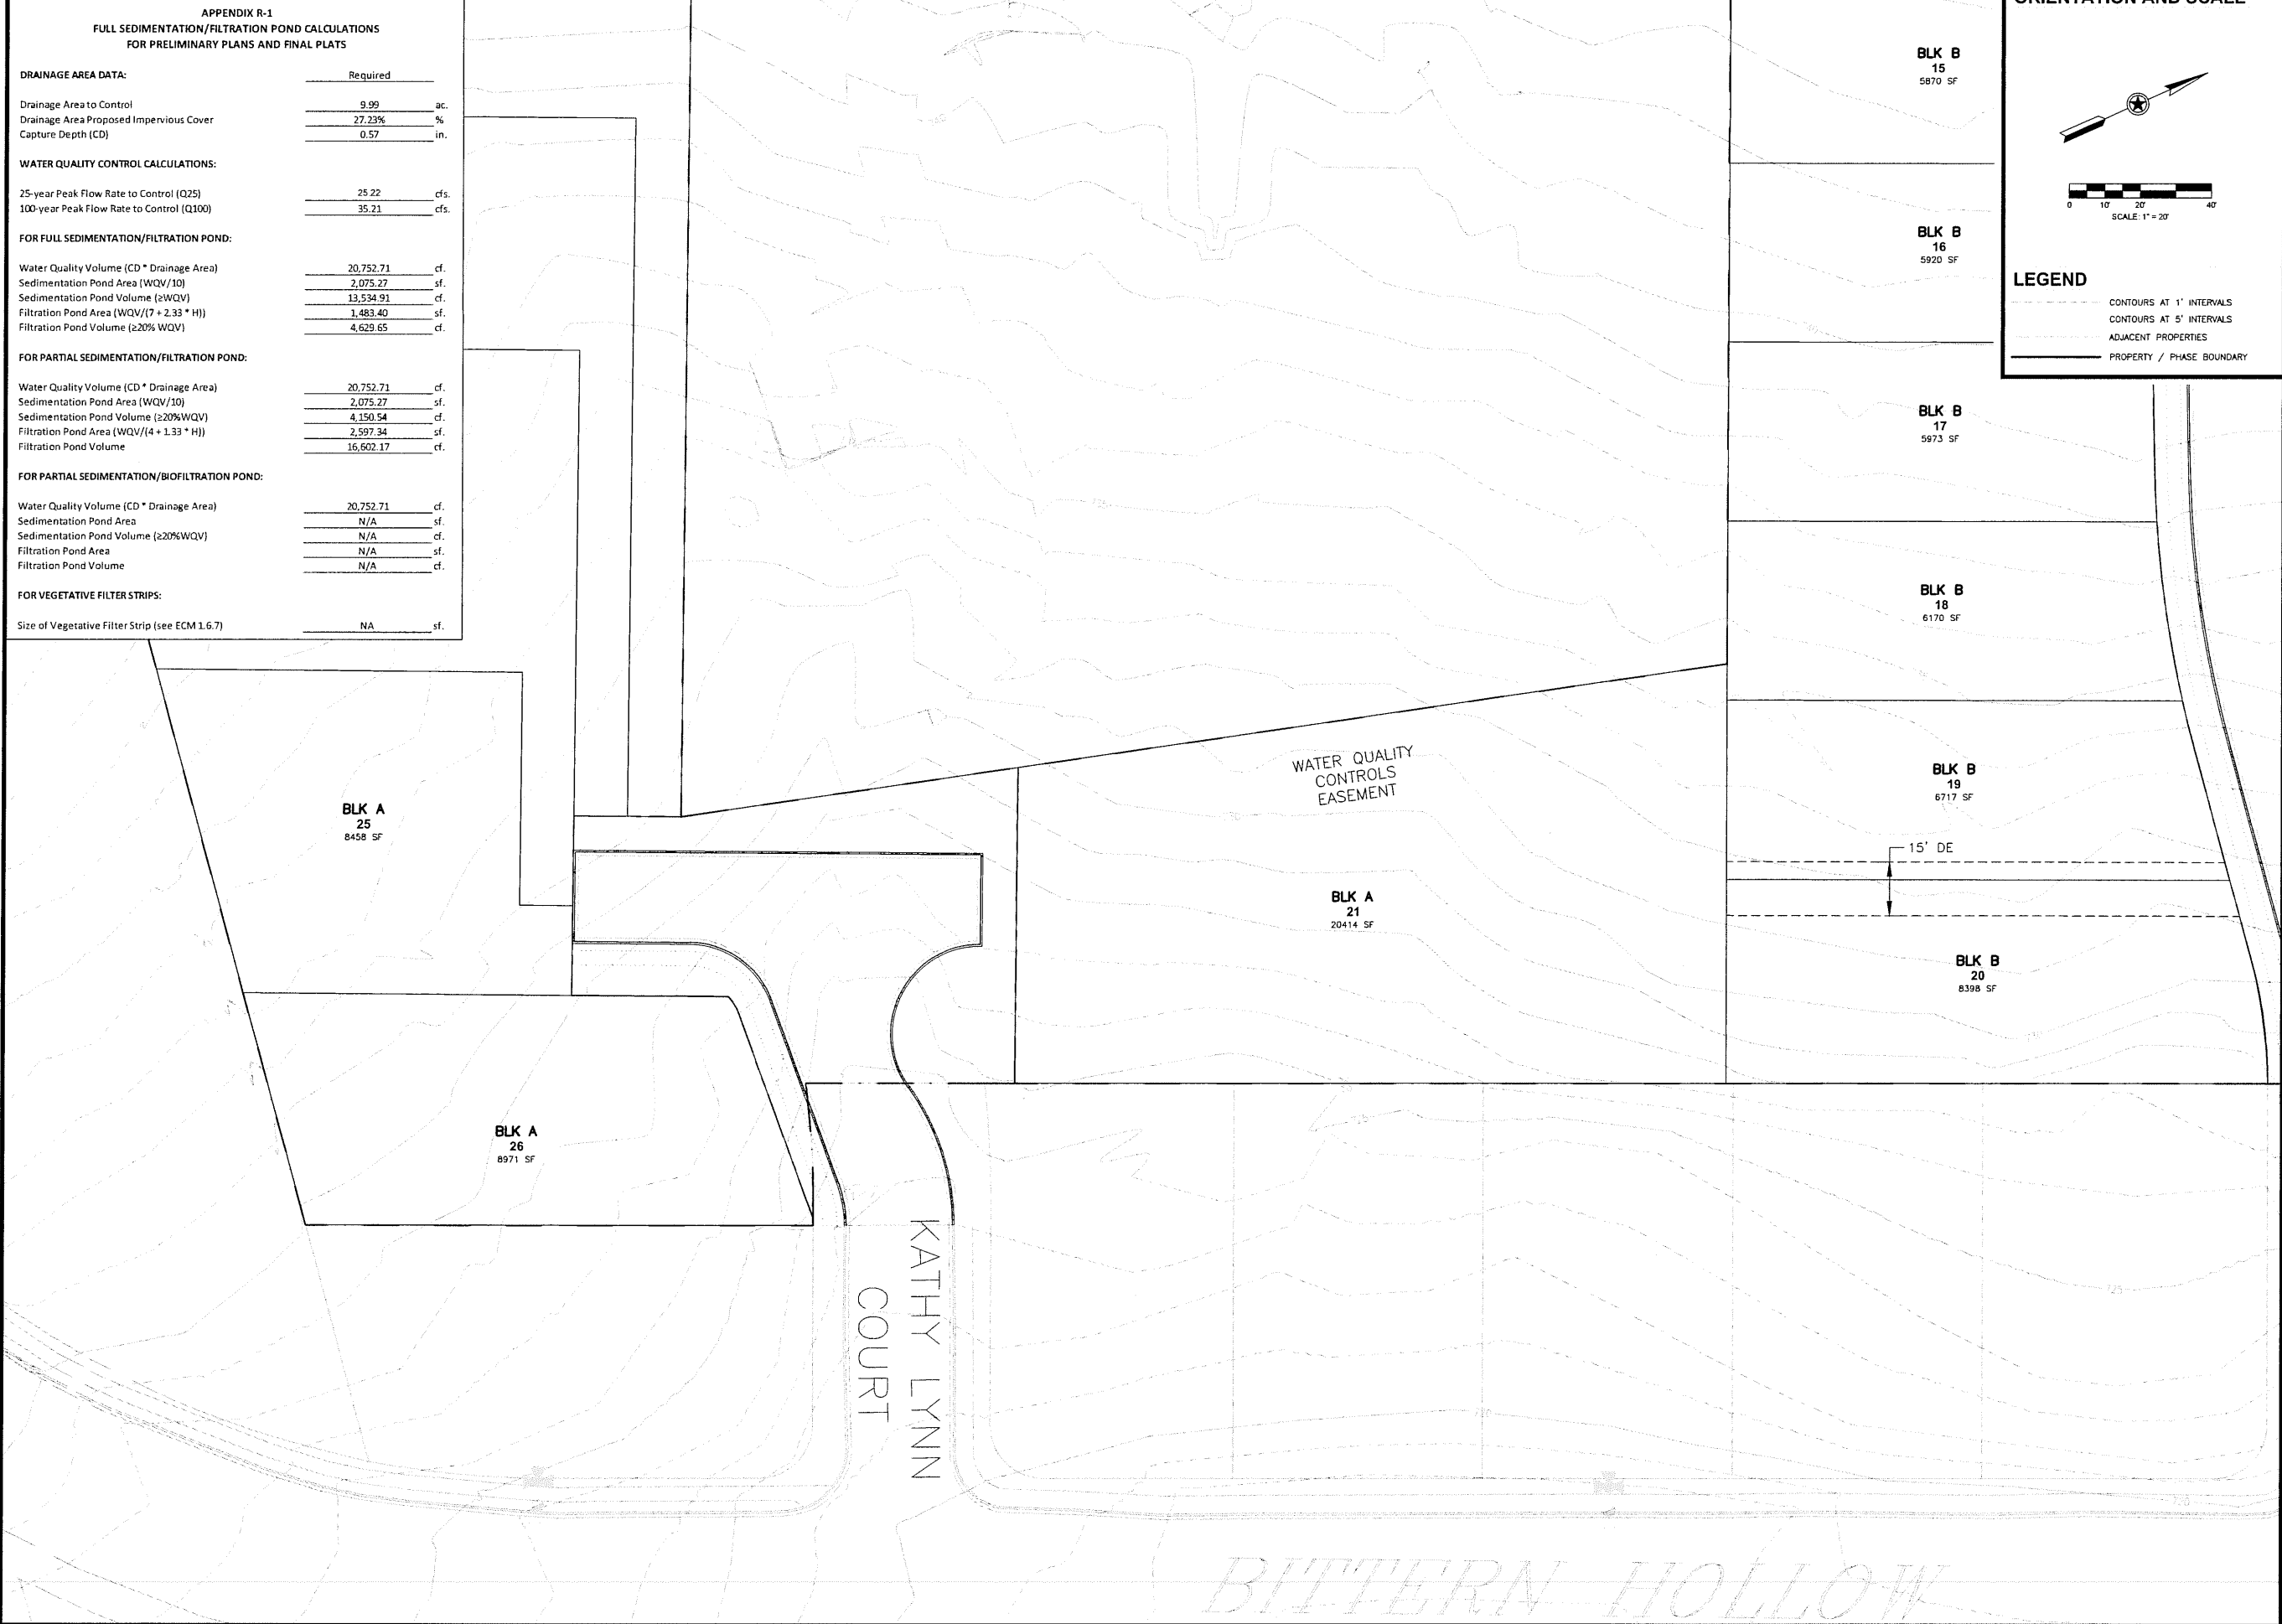 APPENDIX R-1
FULL SEDIMENTATION/FILTRATION POND CALCULATIONS
FOR PRELIMINARY PLANS AND FINAL PLATS
DRAINAGE AREA DATA: Required
Drainage Area to Control 9.99 ac.
Drainage Area Proposed Impervious Cover 27.23% %
Capture Depth (CD) 0.57 in.
WATER QUALITY CONTROL CALCULATIONS:
25-year Peak Flow Rate to Control (Q25) 25.22 cfs.
100-year Peak Flow Rate to Control (Q100) 35.21 cfs.
FOR FULL SEDIMENTATION/FILTRATION POND:
Water Quality Volume (CD * Drainage Area) 20,752.71 cf.
Sedimentation Pond Area (WQV/10) 2,075.27 sf.
Sedimentation Pond Volume (≥WQV) 13,534.91 cf.
Filtration Pond Area (WQV/(7 + 2.33 * H)) 1,483.40 sf.
Filtration Pond Volume (≥20% WQV) 4,629.65 cf.
FOR PARTIAL SEDIMENTATION/FILTRATION POND:
Water Quality Volume (CD * Drainage Area) 20,752.71 cf.
Sedimentation Pond Area (WQV/10) 2,075.27 sf.
Sedimentation Pond Volume (≥20%WQV) 4,150.54 cf.
Filtration Pond Area (WQV/(4 + 1.33 * H)) 2,597.34 sf.
Filtration Pond Volume 16,602.17 cf.
FOR PARTIAL SEDIMENTATION/BIOFILTRATION POND:
Water Quality Volume (CD * Drainage Area) 20,752.71 cf.
Sedimentation Pond Area N/A sf.
Sedimentation Pond Volume (≥20%WQV) N/A cf.
Filtration Pond Area N/A sf.
Filtration Pond Volume N/A cf.
FOR VEGETATIVE FILTER STRIPS:
Size of Vegetative Filter Strip (see ECM 1.6.7) NA sf.
ORIENTATION AND SCALE
0 10' 20' 40'
SCALE: 1" = 20'
LEGEND
CONTOURS AT 1' INTERVALS
CONTOURS AT 5' INTERVALS
ADJACENT PROPERTIES
PROPERTY / PHASE BOUNDARY
BLK B
15
5870 SF
BLK B
16
5920 SF
BLK B
17
5973 SF
BLK B
18
6170 SF
BLK B
19
6717 SF
15' DE
BLK B
20
8398 SF
WATER QUALITY
CONTROLS
EASEMENT
BLK A
21
20414 SF
BLK A
25
8458 SF
BLK A
26
8971 SF
KATHY LYNN
COURT
125
BITTERN HOLLOW